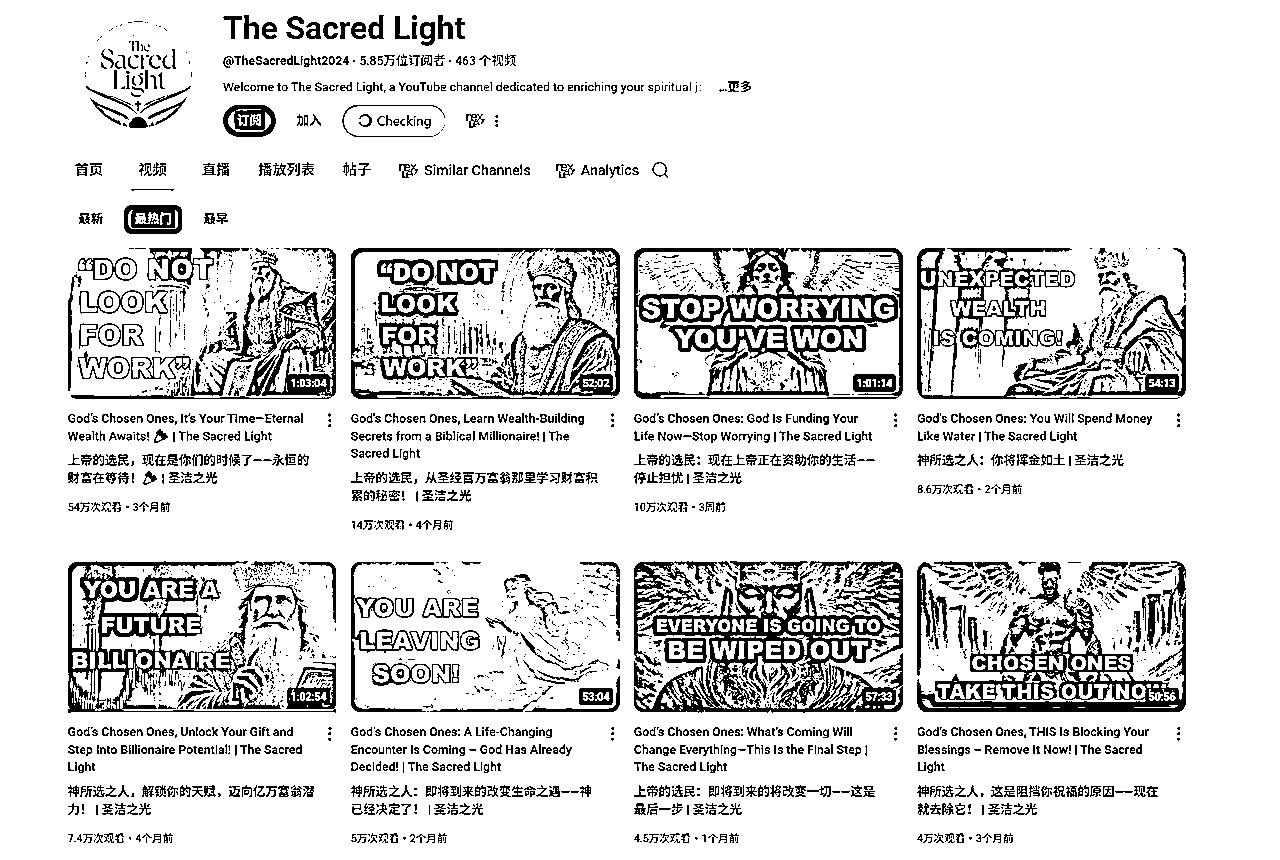 The
Sacred
Light
The Sacred Light
@TheSacredLight2024 · 5.85万位订阅者 · 463 个视频
Welcome to The Sacred Light, a YouTube channel dedicated to enriching your spiritual j: ...更多
订阅 加入 Checking
首页 视频 直播 播放列表 帖子 Similar Channels Analytics
最新 最热门 最早
“DO NOT
LOOK
FOR
WORK”
1:03:04
God's Chosen Ones, It's Your Time—Eternal
Wealth Awaits! | The Sacred Light
上帝的选民，现在是你们的时候了——永恒的
财富在等待！ | 圣洁之光
54万次观看 · 3个月前
“DO NOT
LOOK
FOR
WORK”
52:02
God's Chosen Ones, Learn Wealth-Building
Secrets from a Biblical Millionaire! | The
Sacred Light
上帝的选民，从圣经百万富翁那里学习财富积
累的秘密！ | 圣洁之光
14万次观看 · 4个月前
STOP WORRYING
YOU'VE WON
1:01:14
God's Chosen Ones: God Is Funding Your
Life Now—Stop Worrying | The Sacred Light
上帝的选民：现在上帝正在资助你的生活——
停止担忧 | 圣洁之光
10万次观看 · 3周前
UNEXPECTED
WEALTH
IS COMING!
54:13
God's Chosen Ones: You Will Spend Money
Like Water | The Sacred Light
神所选之人：你将挥金如土 | 圣洁之光
8.6万次观看 · 2个月前
YOU ARE A
FUTURE
BILLIONAIRE
1:02:54
God's Chosen Ones, Unlock Your Gift and
Step Into Billionaire Potential! | The Sacred
Light
神所选之人，解锁你的天赋，迈向亿万富翁潜
力！ | 圣洁之光
7.4万次观看 · 4个月前
YOU ARE
LEAVING
SOON!
53:04
God's Chosen Ones: A Life-Changing
Encounter Is Coming – God Has Already
Decided! | The Sacred Light
神所选之人：即将到来的改变生命之遇——神
已经决定了！ | 圣洁之光
5万次观看 · 2个月前
EVERYONE IS GOING TO
BE WIPED OUT
57:33
God's Chosen Ones: What's Coming Will
Change Everything—This Is the Final Step |
The Sacred Light
上帝的选民：即将到来的将改变一切——这是
最后一步 | 圣洁之光
4.5万次观看 · 1个月前
CHOSEN ONES
TAKE THIS OUT NO
50:56
God's Chosen Ones, THIS Is Blocking Your
Blessings – Remove It Now! | The Sacred
Light
神所选之人，这是阻挡你祝福的原因——现在
就去除它！ | 圣洁之光
4万次观看 · 3个月前